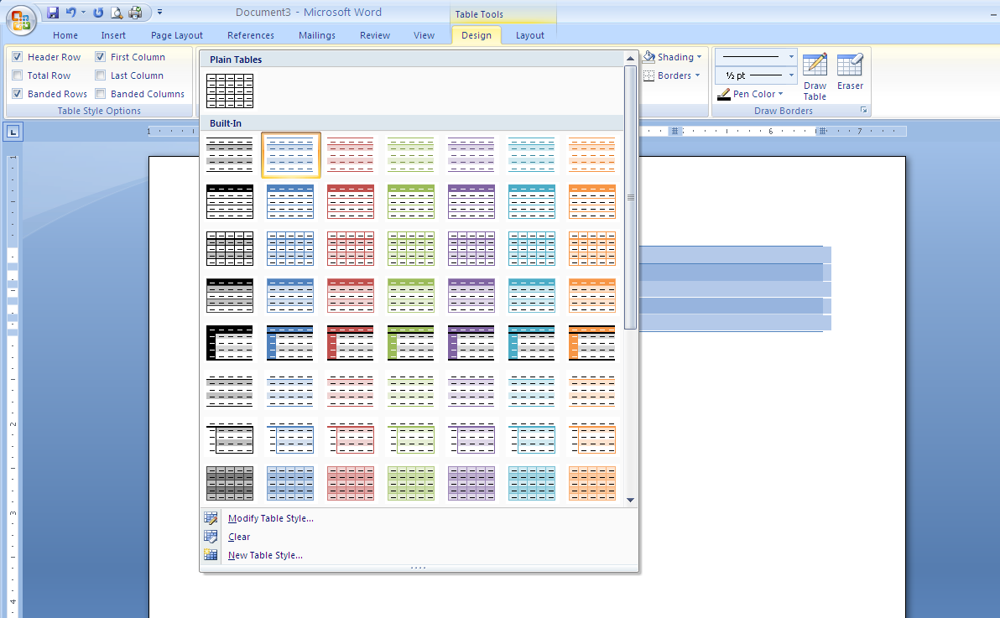 Document3 - Microsoft Word
Table Tools
Home Insert Page Layout References Mailings Review View Design Layout
Header Row First Column
Total Row Last Column
Banded Rows Banded Columns
Table Style Options
Plain Tables
Built-In
Modify Table Style...
Clear
New Table Style...
Shading
Borders
½ pt
Pen Color
Draw Table
Eraser
Draw Borders
L
1
6
7
1
1
2
3
4